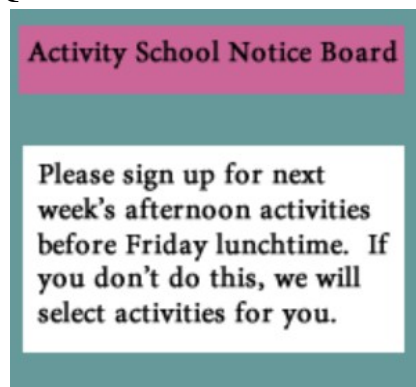 Activity School Notice Board
Please sign up for next
week's afternoon activities
before Friday lunchtime.  If
you don't do this, we will
select activities for you.